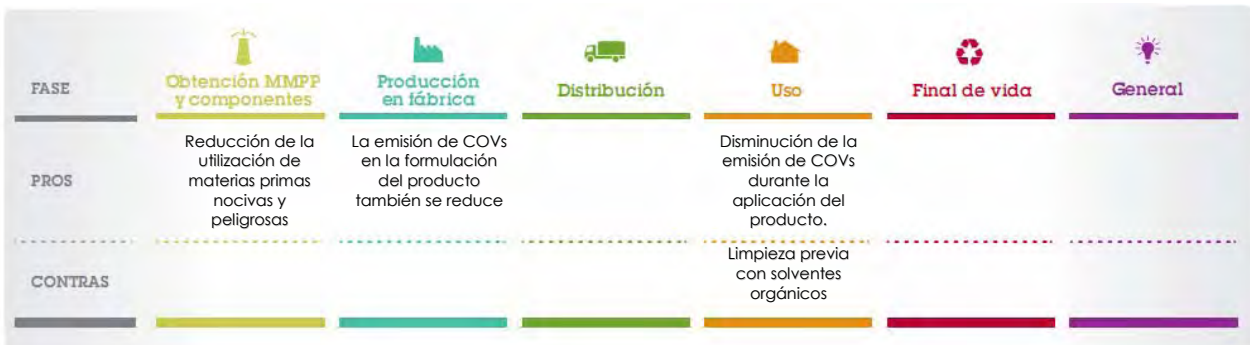 FASE
Obtención MMPP
y componentes
Producción
en fábrica
Distribución
Uso
Final de vida
General
PROS
Reducción de la
utilización de
materias primas
nocivas y
peligrosas
La emisión de COVs
en la formulación
del producto
también se reduce
Disminución de la
emisión de COVs
durante la
aplicación del
producto.
CONTRAS
Limpieza previa
con solventes
orgánicos